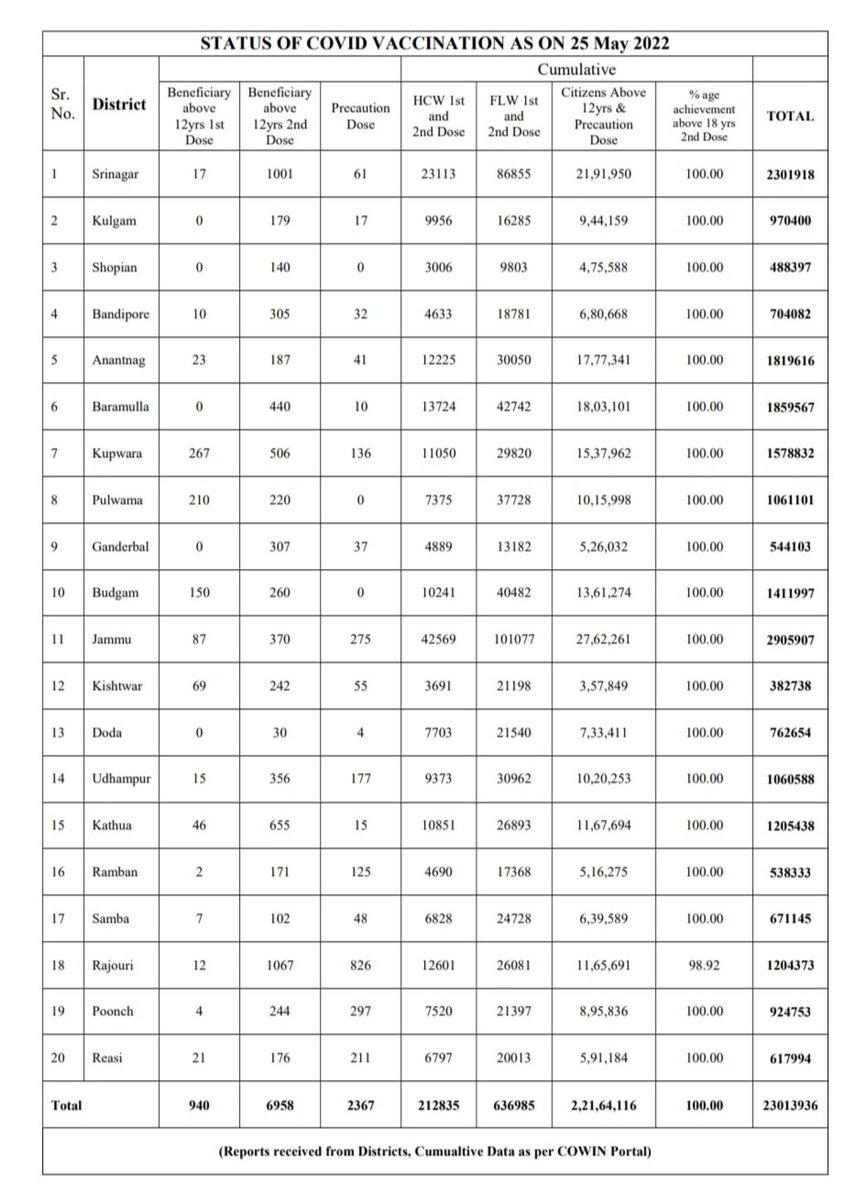 STATUS OF COVID VACCINATION AS ON 25 May 2022
Cumulative
Sr. No. District Beneficiary above 12yrs 1st Dose Beneficiary above 12yrs 2nd Dose Precaution Dose HCW 1st and 2nd Dose FLW 1st and 2nd Dose Citizens Above 12yrs & Precaution Dose % age achievement above 18 yrs 2nd Dose TOTAL
1 Srinagar 17 1001 61 23113 86855 21,91,950 100.00 2301918
2 Kulgam 0 179 17 9956 16285 9,44,159 100.00 970400
3 Shopian 0 140 0 3006 9803 4,75,588 100.00 488397
4 Bandipore 10 305 32 4633 18781 6,80,668 100.00 704082
5 Anantnag 23 187 41 12225 30050 17,77,341 100.00 1819616
6 Baramulla 0 440 10 13724 42742 18,03,101 100.00 1859567
7 Kupwara 267 506 136 11050 29820 15,37,962 100.00 1578832
8 Pulwama 210 220 0 7375 37728 10,15,998 100.00 1061101
9 Ganderbal 0 307 37 4889 13182 5,26,032 100.00 544103
10 Budgam 150 260 0 10241 40482 13,61,274 100.00 1411997
11 Jammu 87 370 275 42569 101077 27,62,261 100.00 2905907
12 Kishtwar 69 242 55 3691 21198 3,57,849 100.00 382738
13 Doda 0 30 4 7703 21540 7,33,411 100.00 762654
14 Udhampur 15 356 177 9373 30962 10,20,253 100.00 1060588
15 Kathua 46 655 15 10851 26893 11,67,694 100.00 1205438
16 Ramban 2 171 125 4690 17368 5,16,275 100.00 538333
17 Samba 7 102 48 6828 24728 6,39,589 100.00 671145
18 Rajouri 12 1067 826 12601 26081 11,65,691 98.92 1204373
19 Poonch 4 244 297 7520 21397 8,95,836 100.00 924753
20 Reasi 21 176 211 6797 20013 5,91,184 100.00 617994
Total 940 6958 2367 212835 636985 2,21,64,116 100.00 23013936
(Reports received from Districts, Cumualtive Data as per COWIN Portal)